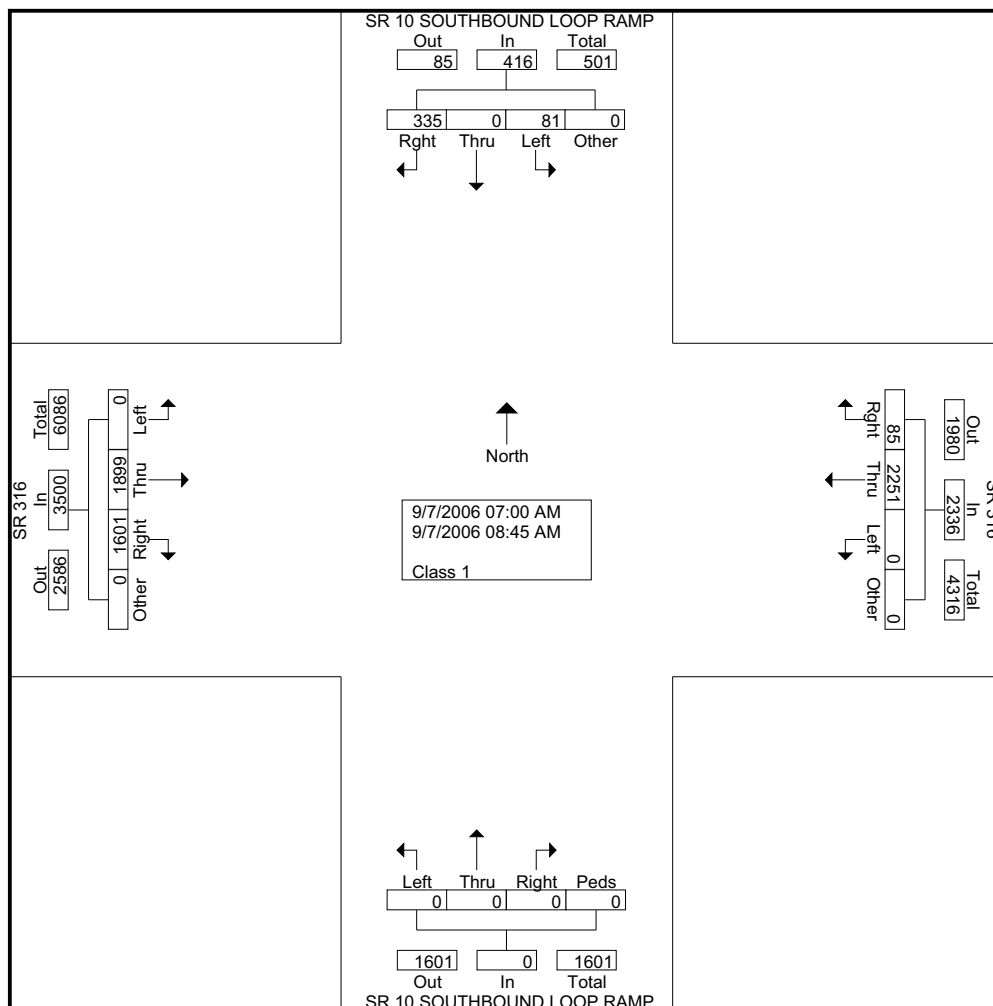 SR 10 SOUTHBOUND LOOP RAMP
Out In Total
85 416 501
335 0 81 0
Rght Thru Left Other
SR 316
Total In Out
6086 3500 2586
0 1899 1601 0
Left Thru Right Other
North
9/7/2006 07:00 AM
9/7/2006 08:45 AM
Class 1
Rght Thru Left Other
85 2251 0 0
1980 2336 4316
Out In Total
SR 316
Left Thru Right Peds
0 0 0 0
1601 0 1601
Out In Total
SR 10 SOUTHBOUND LOOP RAMP